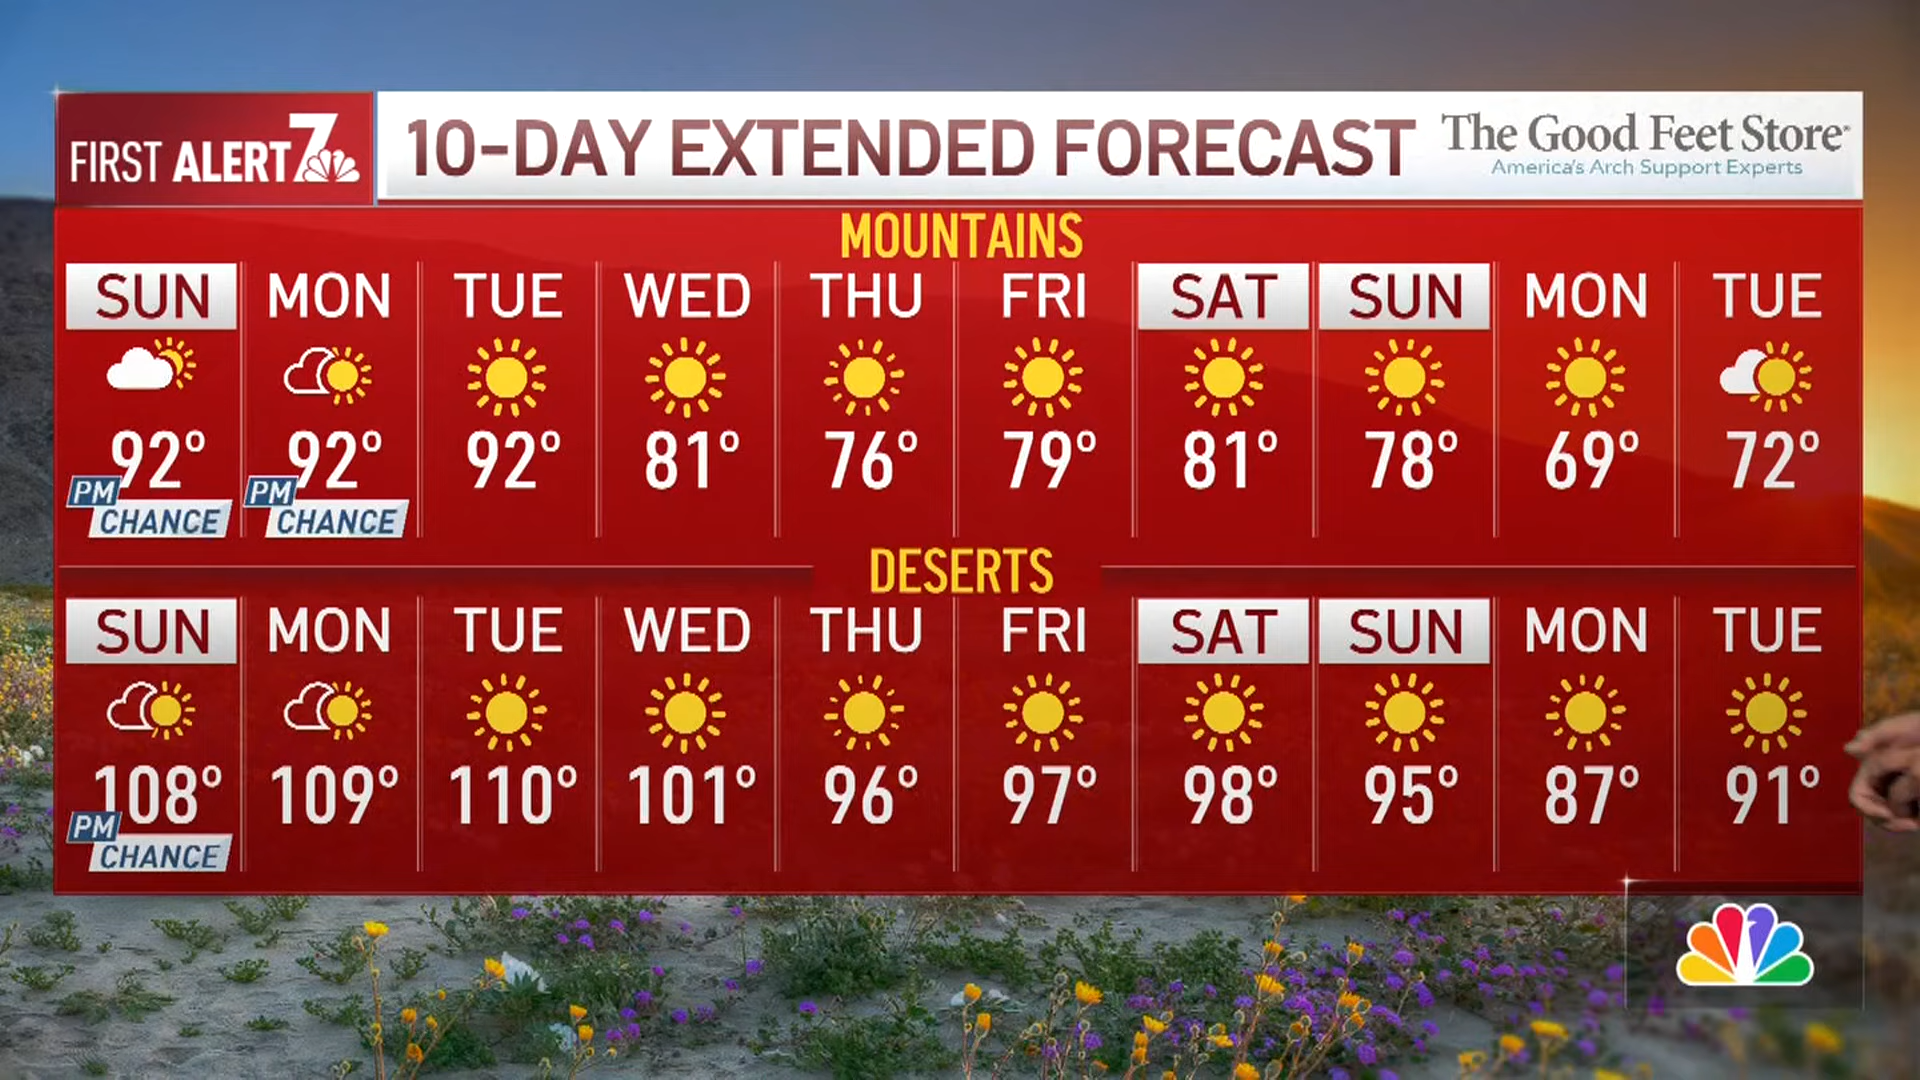 FIRST ALERT 7
10-DAY EXTENDED FORECAST
The Good Feet Store
America's Arch Support Experts
MOUNTAINS
SUN MON TUE WED THU FRI SAT SUN MON TUE
92° 92° 92° 81° 76° 79° 81° 78° 69° 72°
PM CHANCE PM CHANCE
DESERTS
SUN MON TUE WED THU FRI SAT SUN MON TUE
108° 109° 110° 101° 96° 97° 98° 95° 87° 91°
PM CHANCE